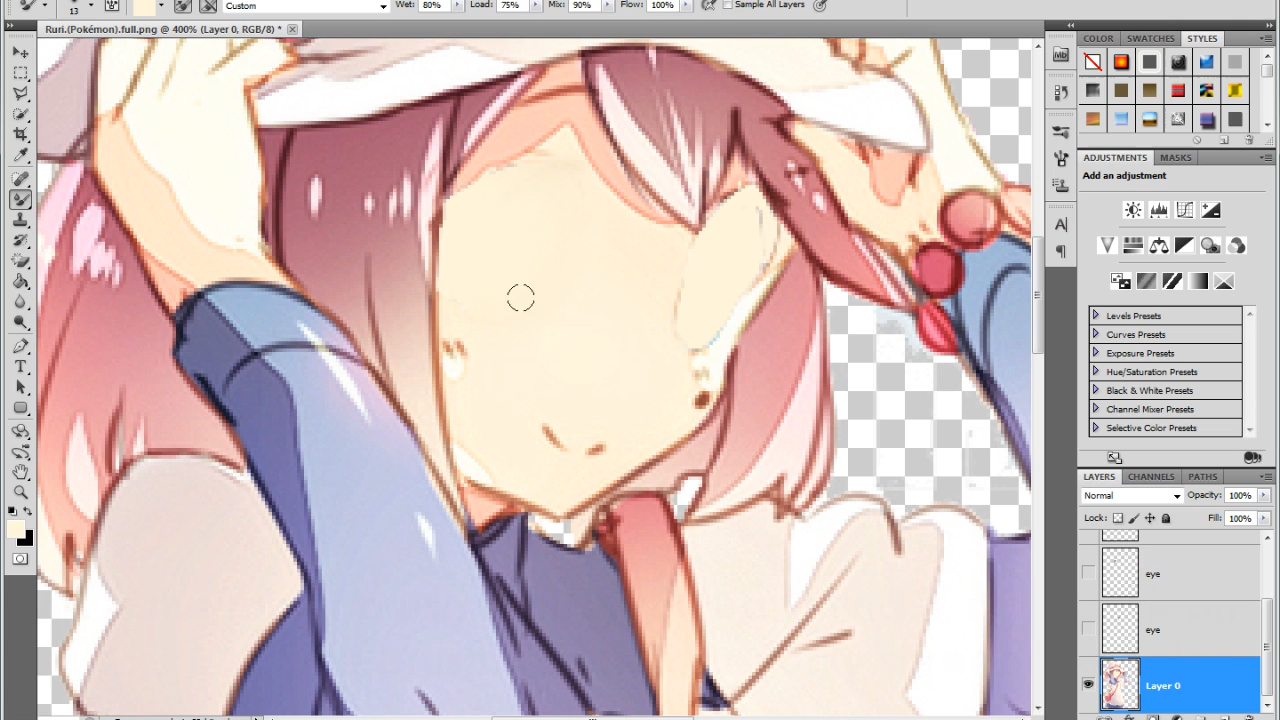 13 Custom Wet: 80% Load: 75% Mix: 90% Flow: 100% Sample All Layers
Ruri.(Pokémon).full.png @ 400% (Layer 0, RGB/8) *
COLOR SWATCHES STYLES
ADJUSTMENTS MASKS
Add an adjustment
Levels Presets
Curves Presets
Exposure Presets
Hue/Saturation Presets
Black & White Presets
Channel Mixer Presets
Selective Color Presets
LAYERS CHANNELS PATHS
Normal Opacity: 100%
Lock: Fill: 100%
eye
eye
Layer 0